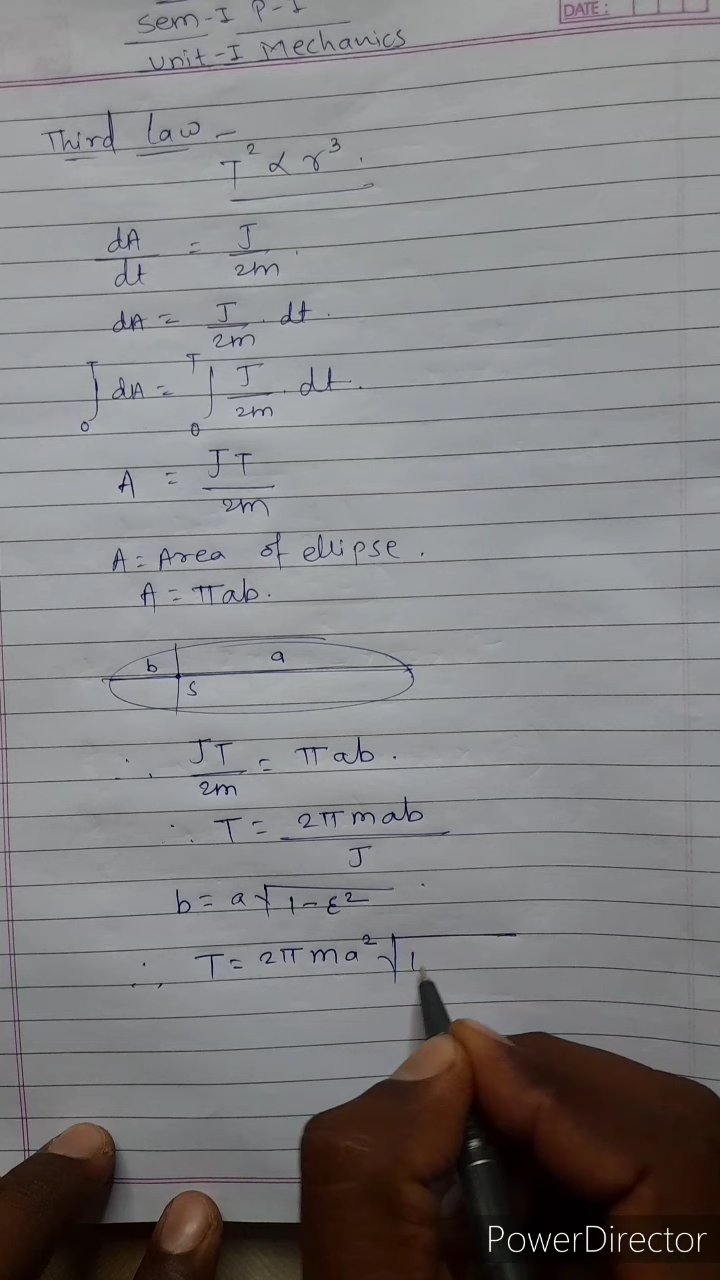 Sem-I P-I
DATE:
Unit-I Mechanics
Third law -
T² ∝ r³.
dA/dt = J/2m.
dA = J/2m . dt.
∫₀ᵀ dA = ∫₀ᵀ J/2m . dt.
A = JT/2m
A = Area of ellipse.
A = πab.
b a
S
∴ JT/2m = πab.
∴ T = 2πmab/J
b = a√1-ε² .
∴ T = 2πma²√1
PowerDirector